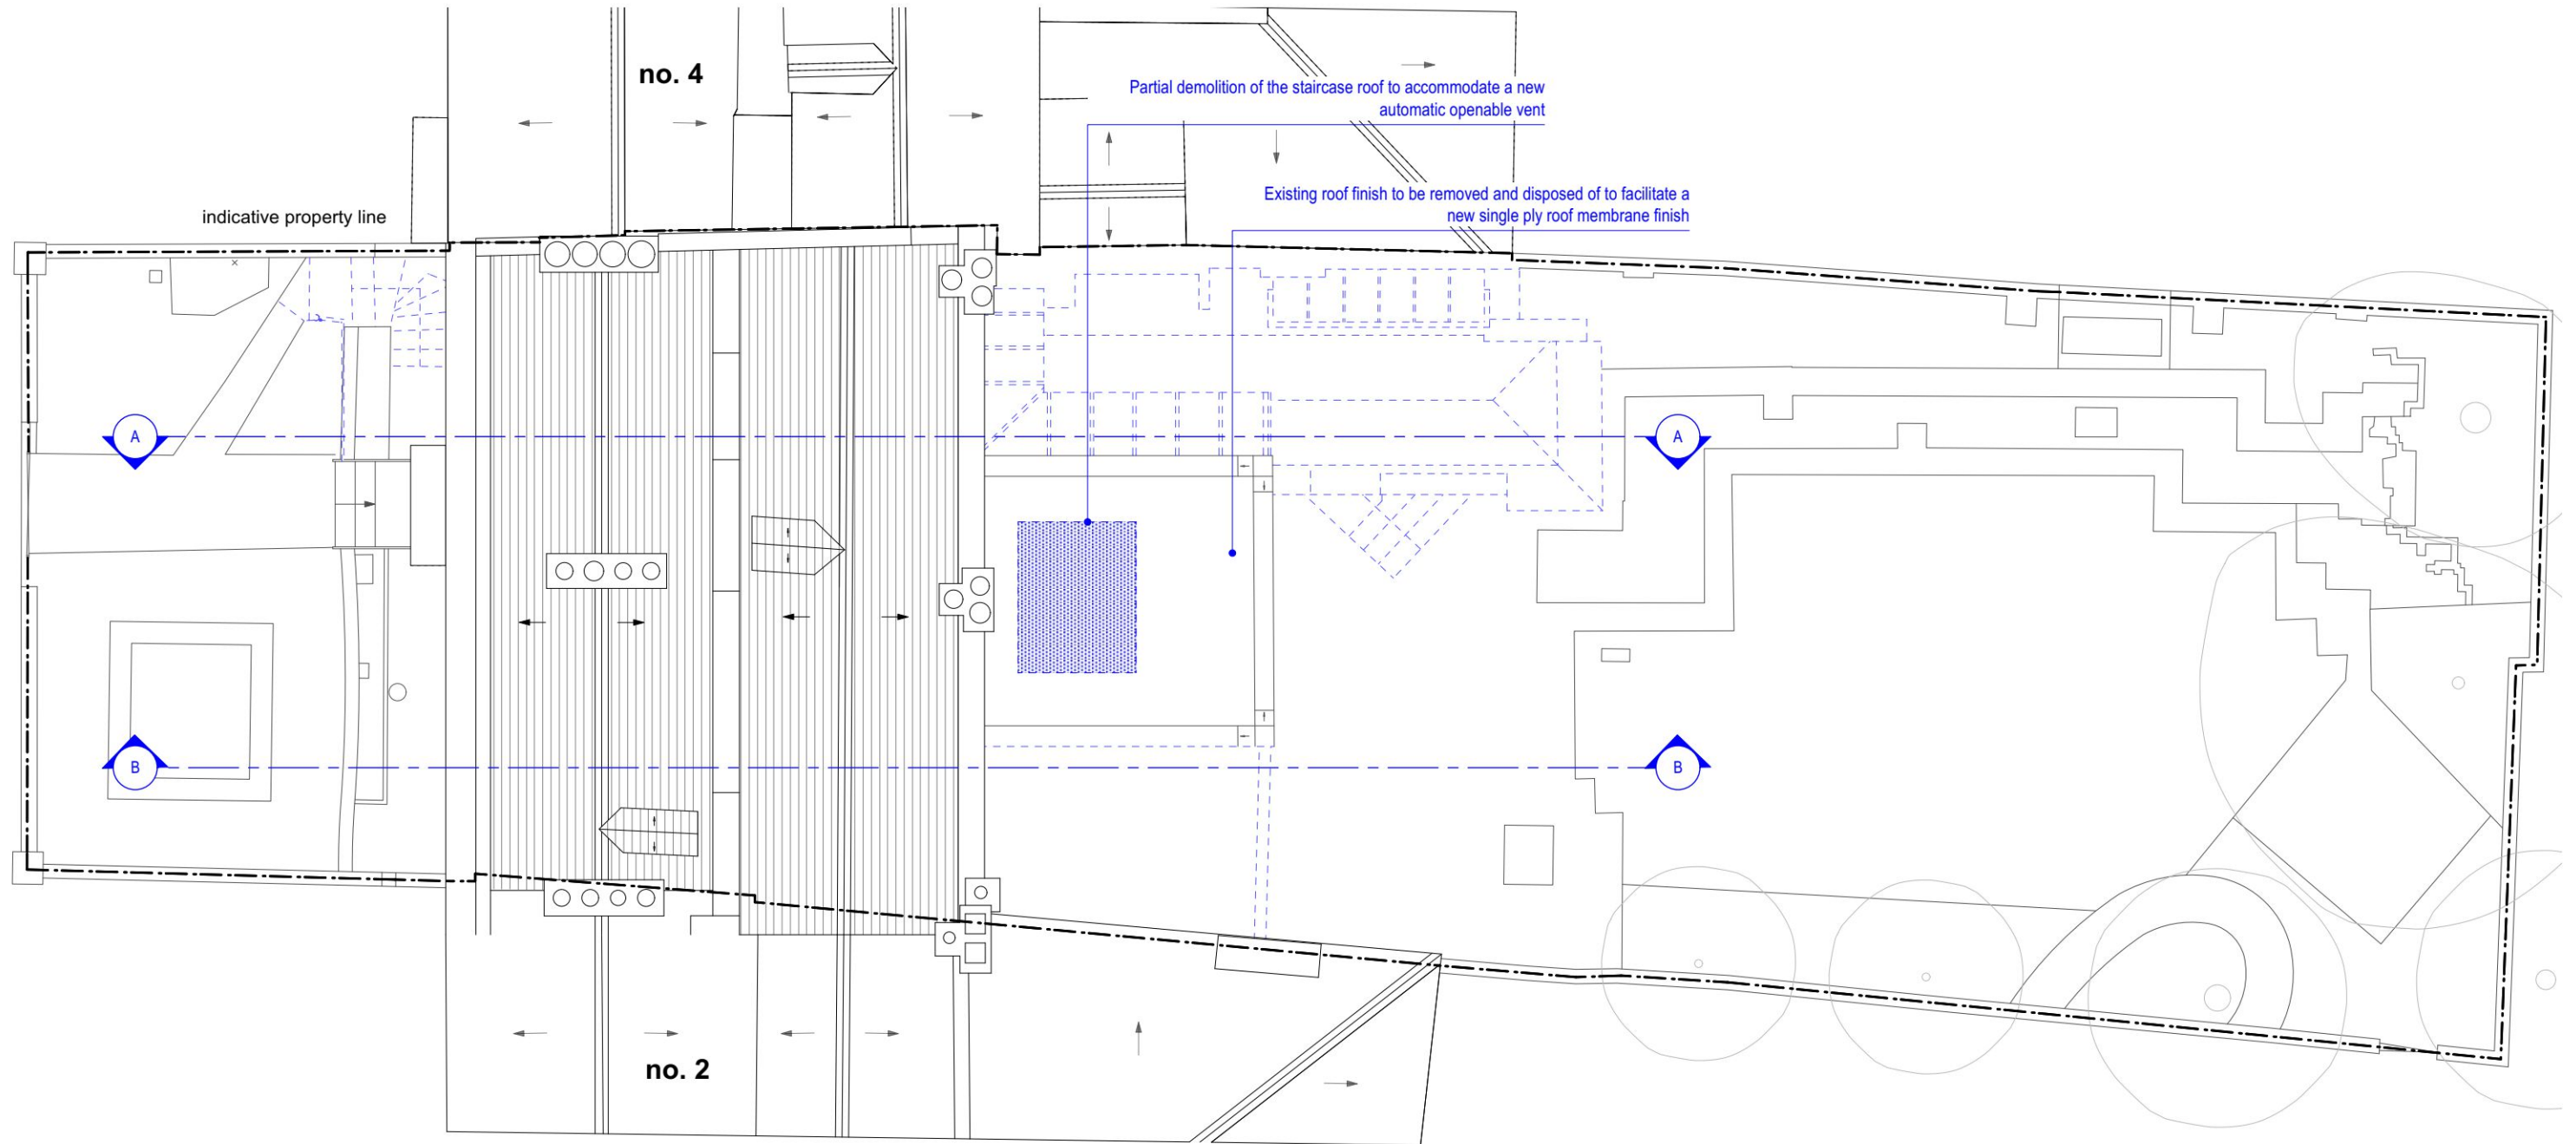 no. 4
Partial demolition of the staircase roof to accommodate a new
automatic openable vent
Existing roof finish to be removed and disposed of to facilitate a
new single ply roof membrane finish
indicative property line
A
A
B
B
no. 2